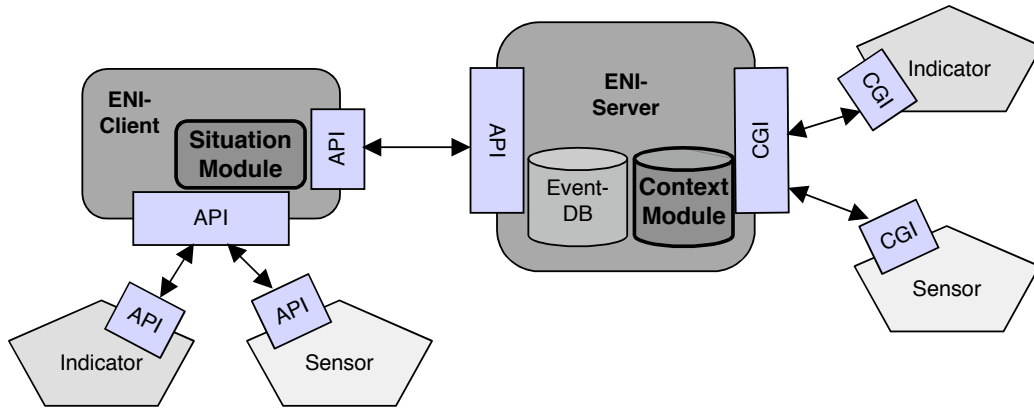 ENI-
Client
Situation
Module
API
API
API
Indicator
API
Sensor
ENI-
Server
API
Event-
DB
Context
Module
CGI
CGI
Indicator
CGI
Sensor